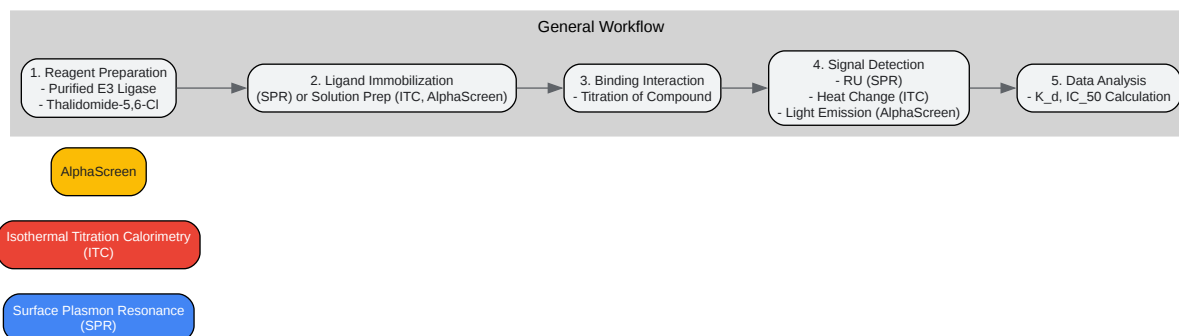 General Workflow
1. Reagent Preparation
- Purified E3 Ligase
- Thalidomide-5,6-Cl
2. Ligand Immobilization
(SPR) or Solution Prep (ITC, AlphaScreen)
3. Binding Interaction
- Titration of Compound
4. Signal Detection
- RU (SPR)
- Heat Change (ITC)
- Light Emission (AlphaScreen)
5. Data Analysis
- K_d, IC_50 Calculation
AlphaScreen
Isothermal Titration Calorimetry
(ITC)
Surface Plasmon Resonance
(SPR)